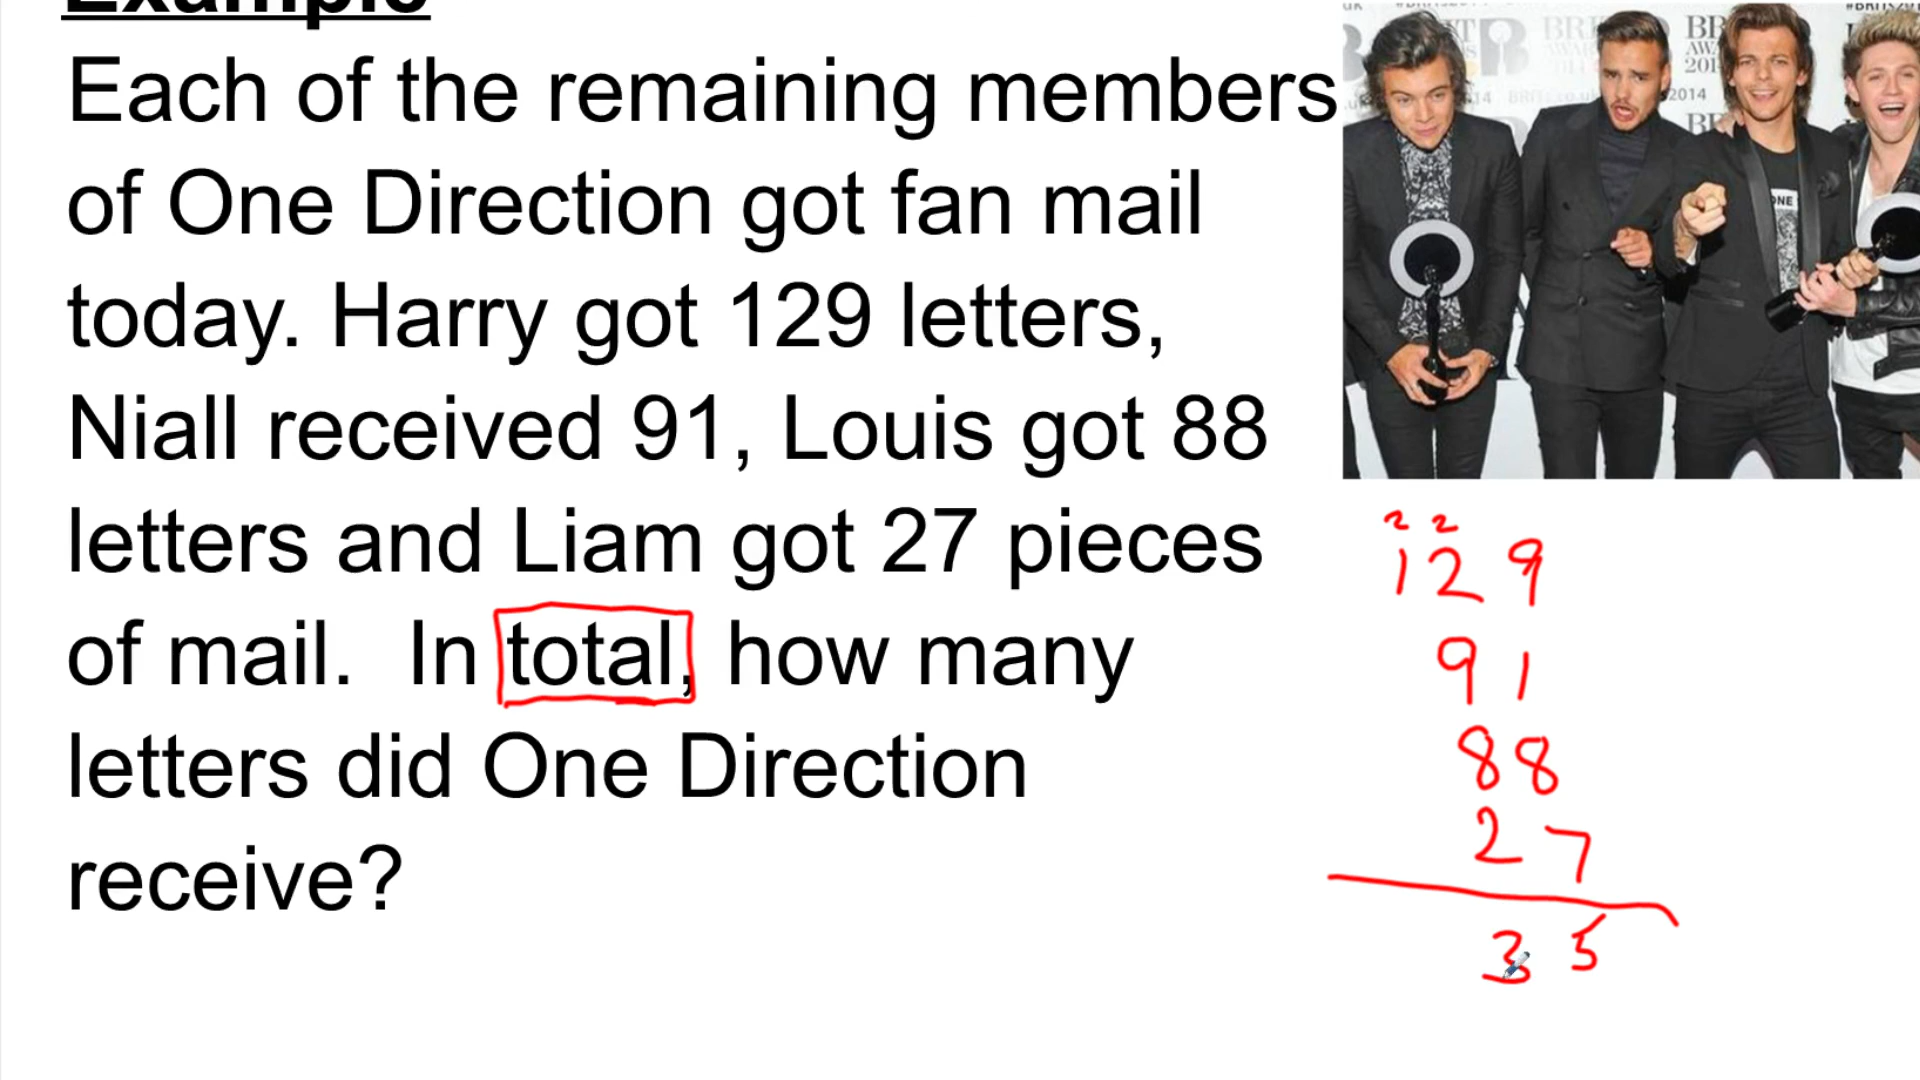 Example
Each of the remaining members
of One Direction got fan mail
today. Harry got 129 letters,
Niall received 91, Louis got 88
letters and Liam got 27 pieces
of mail. In total, how many
letters did One Direction
receive?
2 2
129
91
88
27
35